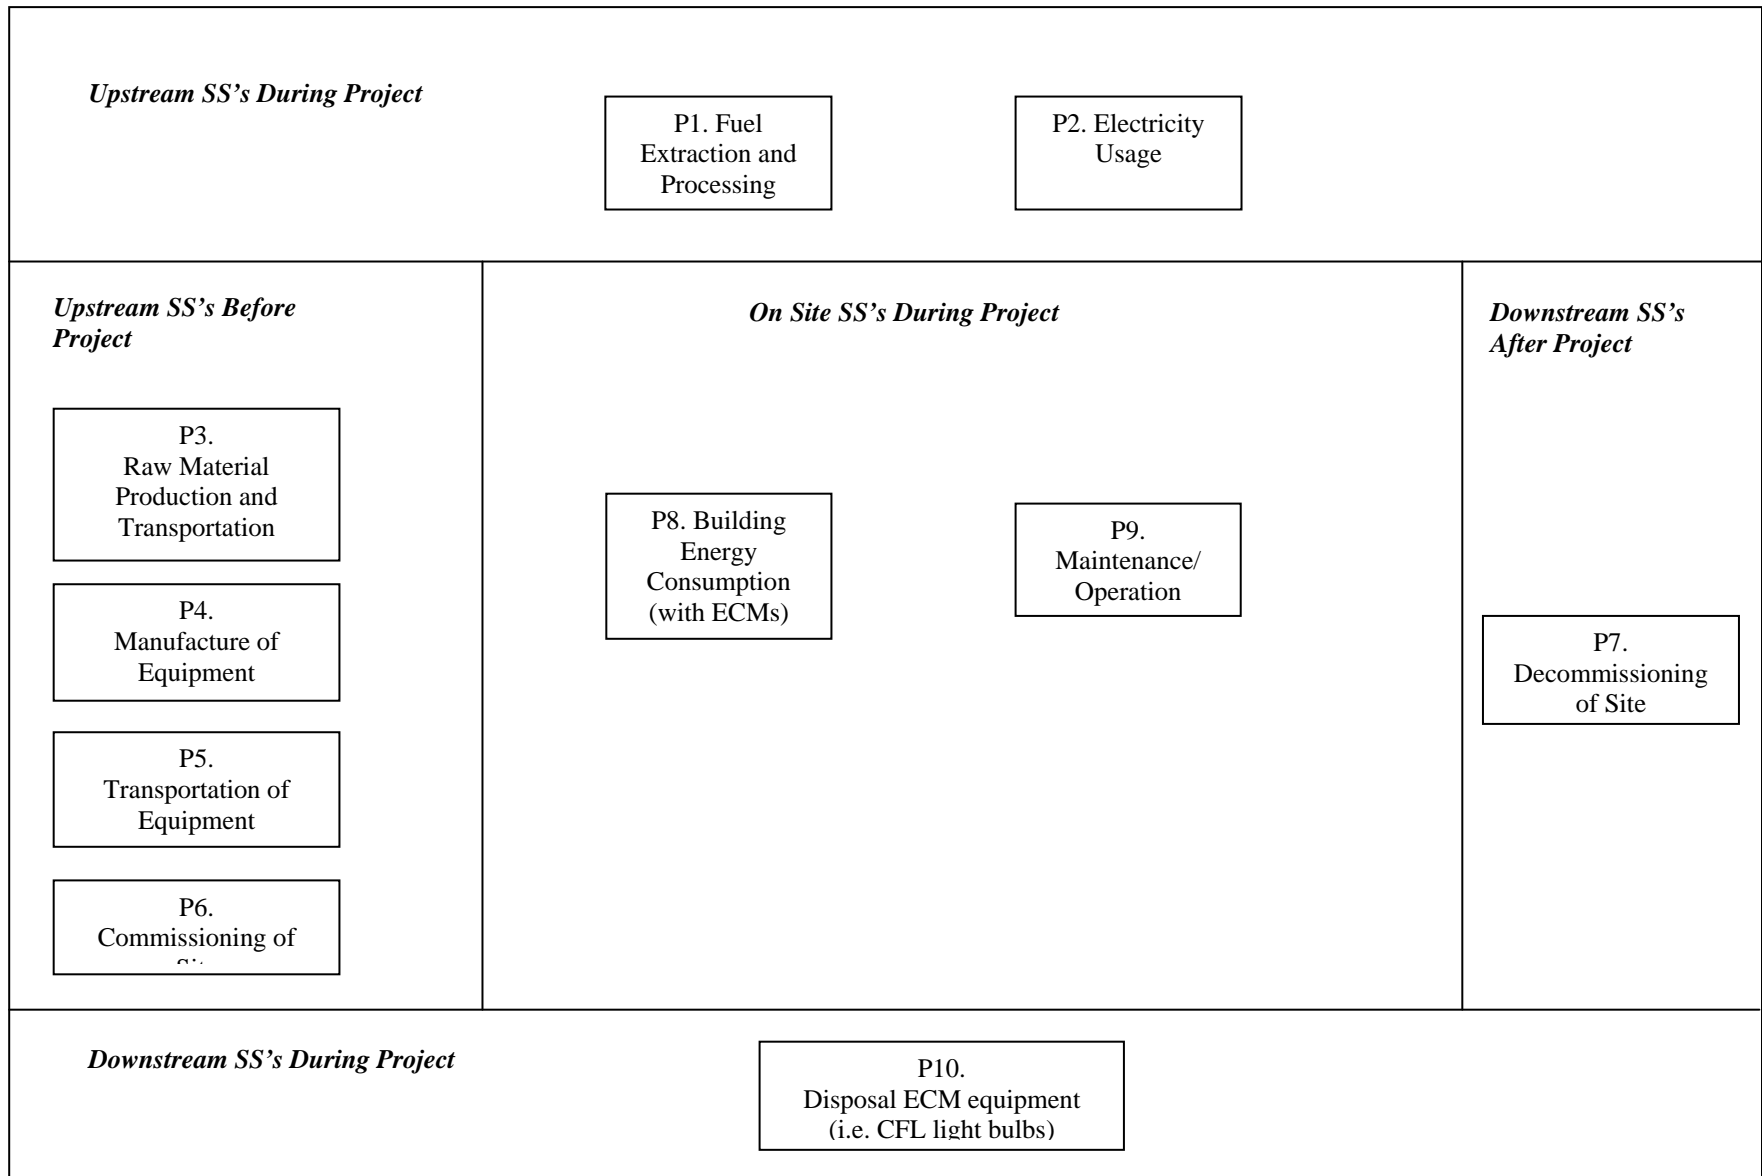 Upstream SS’s During Project
P1. Fuel
Extraction and
Processing
P2. Electricity
Usage
Upstream SS’s Before
Project
On Site SS’s During Project
Downstream SS’s
After Project
P3.
Raw Material
Production and
Transportation
P4.
Manufacture of
Equipment
P5.
Transportation of
Equipment
P6.
Commissioning of
P8. Building
Energy
Consumption
(with ECMs)
P9.
Maintenance/
Operation
P7.
Decommissioning
of Site
Downstream SS’s During Project
P10.
Disposal ECM equipment
(i.e. CFL light bulbs)